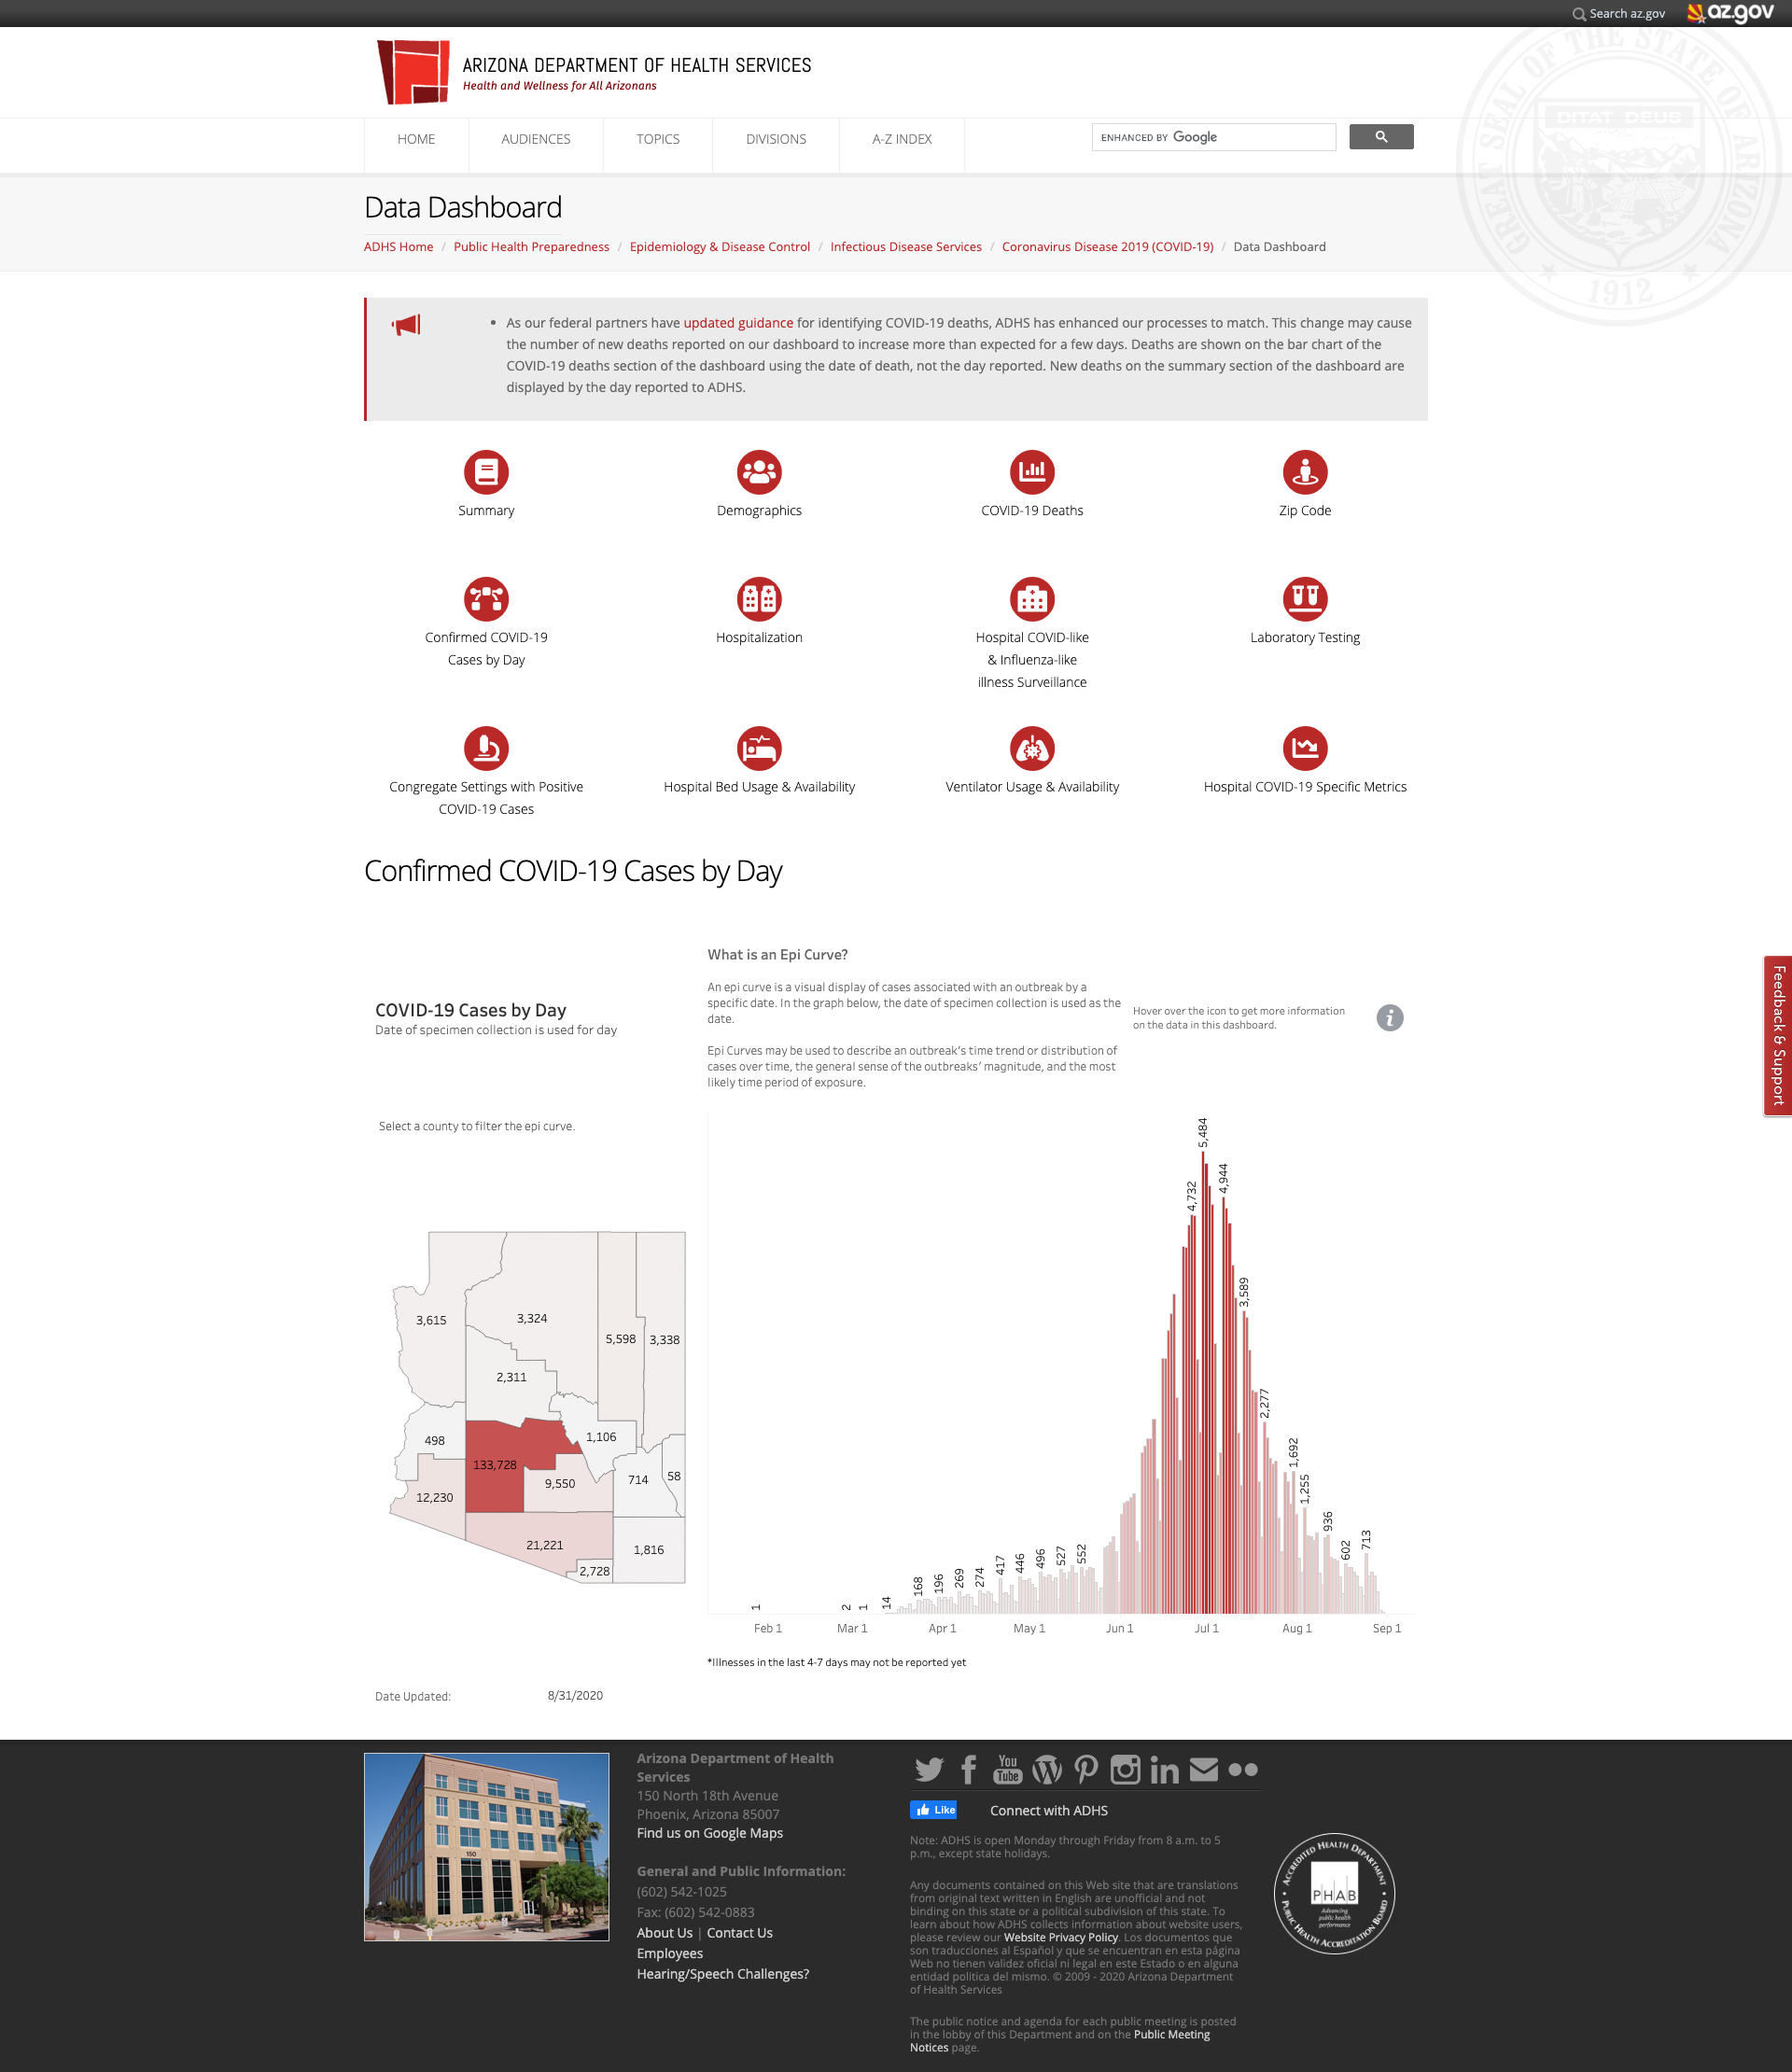 Search az.gov
az.gov
ARIZONA DEPARTMENT OF HEALTH SERVICES
Health and Wellness for All Arizonans
HOME
AUDIENCES
TOPICS
DIVISIONS
A-Z INDEX
ENHANCED BY Google
GREAT SEAL OF THE STATE OF ARIZONA
DITAT DEUS
1912
Data Dashboard
ADHS Home / Public Health Preparedness / Epidemiology & Disease Control / Infectious Disease Services / Coronavirus Disease 2019 (COVID-19) / Data Dashboard
• As our federal partners have updated guidance for identifying COVID-19 deaths, ADHS has enhanced our processes to match. This change may cause
the number of new deaths reported on our dashboard to increase more than expected for a few days. Deaths are shown on the bar chart of the
COVID-19 deaths section of the dashboard using the date of death, not the day reported. New deaths on the summary section of the dashboard are
displayed by the day reported to ADHS.
Summary
Demographics
COVID-19 Deaths
Zip Code
Confirmed COVID-19
Cases by Day
Hospitalization
Hospital COVID-like
& Influenza-like
illness Surveillance
Laboratory Testing
Congregate Settings with Positive
COVID-19 Cases
Hospital Bed Usage & Availability
Ventilator Usage & Availability
Hospital COVID-19 Specific Metrics
Confirmed COVID-19 Cases by Day
Feedback & Support
COVID-19 Cases by Day
Date of specimen collection is used for day
What is an Epi Curve?
An epi curve is a visual display of cases associated with an outbreak by a
specific date. In the graph below, the date of specimen collection is used as the
date.
Epi Curves may be used to describe an outbreak's time trend or distribution of
cases over time, the general sense of the outbreaks' magnitude, and the most
likely time period of exposure.
Hover over the icon to get more information
on the data in this dashboard.
i
Select a county to filter the epi curve.
3,615
3,324
5,598
3,338
2,311
498
1,106
133,728
9,550
714
58
12,230
21,221
1,816
2,728
1
2
1
14
168
196
269
274
417
446
496
527
552
4,732
5,484
4,944
3,589
2,277
1,692
1,255
936
602
713
Feb 1
Mar 1
Apr 1
May 1
Jun 1
Jul 1
Aug 1
Sep 1
*Illnesses in the last 4-7 days may not be reported yet
Date Updated:
8/31/2020
150
Arizona Department of Health
Services
150 North 18th Avenue
Phoenix, Arizona 85007
Find us on Google Maps
General and Public Information:
(602) 542-1025
Fax: (602) 542-0883
About Us | Contact Us
Employees
Hearing/Speech Challenges?
You
Tube
in
Like
Connect with ADHS
Note: ADHS is open Monday through Friday from 8 a.m. to 5
p.m., except state holidays.
Any documents contained on this Web site that are translations
from original text written in English are unofficial and not
binding on this state or a political subdivision of this state. To
learn about how ADHS collects information about website users,
please review our Website Privacy Policy. Los documentos que
son traducciones al Español y que se encuentran en esta página
Web no tienen validez oficial ni legal en este Estado o en alguna
entidad politica del mismo. © 2009 - 2020 Arizona Department
of Health Services
The public notice and agenda for each public meeting is posted
in the lobby of this Department and on the Public Meeting
Notices page.
ACCREDITED HEALTH DEPARTMENT
PHAB
Advancing
public health
performance
PUBLIC HEALTH ACCREDITATION BOARD